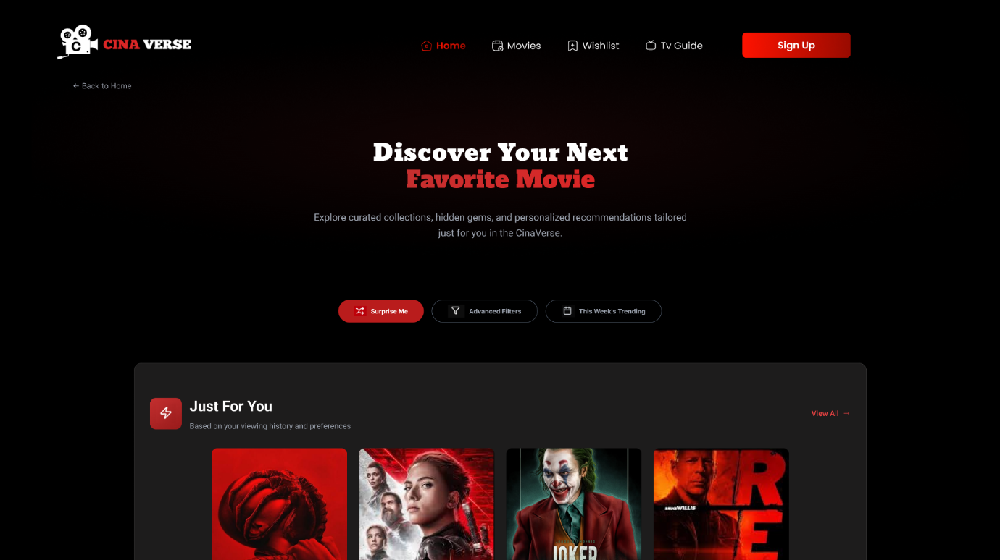 C
CINA VERSE
Home
Movies
Wishlist
Tv Guide
Sign Up
← Back to Home
Discover Your Next
Favorite Movie
Explore curated collections, hidden gems, and personalized recommendations tailored
just for you in the CinaVerse.
Surprise Me
Advanced Filters
This Week's Trending
Just For You
Based on your viewing history and preferences
View All →
BRUCE WILLIS
R
E
JOKER